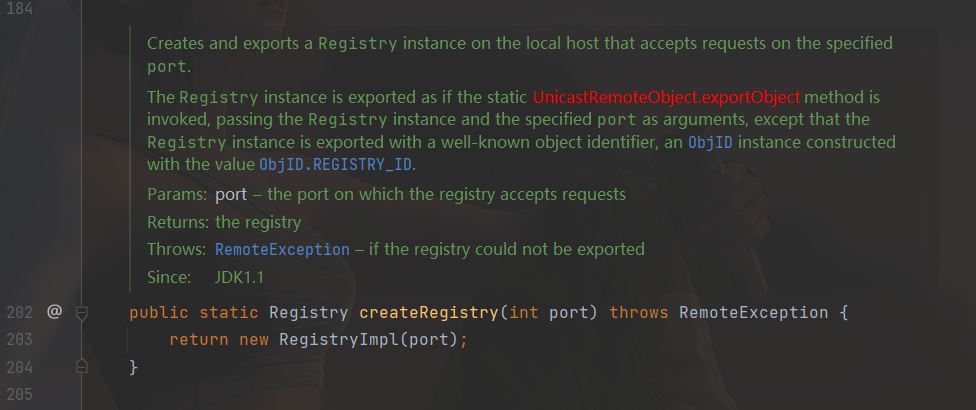 184
Creates and exports a Registry instance on the local host that accepts requests on the specified
port.
The Registry instance is exported as if the static UnicastRemoteObject.exportObject method is
invoked, passing the Registry instance and the specified port as arguments, except that the
Registry instance is exported with a well-known object identifier, an ObjID instance constructed
with the value ObjID.REGISTRY_ID.
Params: port – the port on which the registry accepts requests
Returns: the registry
Throws: RemoteException – if the registry could not be exported
Since: JDK1.1
202 @ public static Registry createRegistry(int port) throws RemoteException {
203 return new RegistryImpl(port);
204 }
205